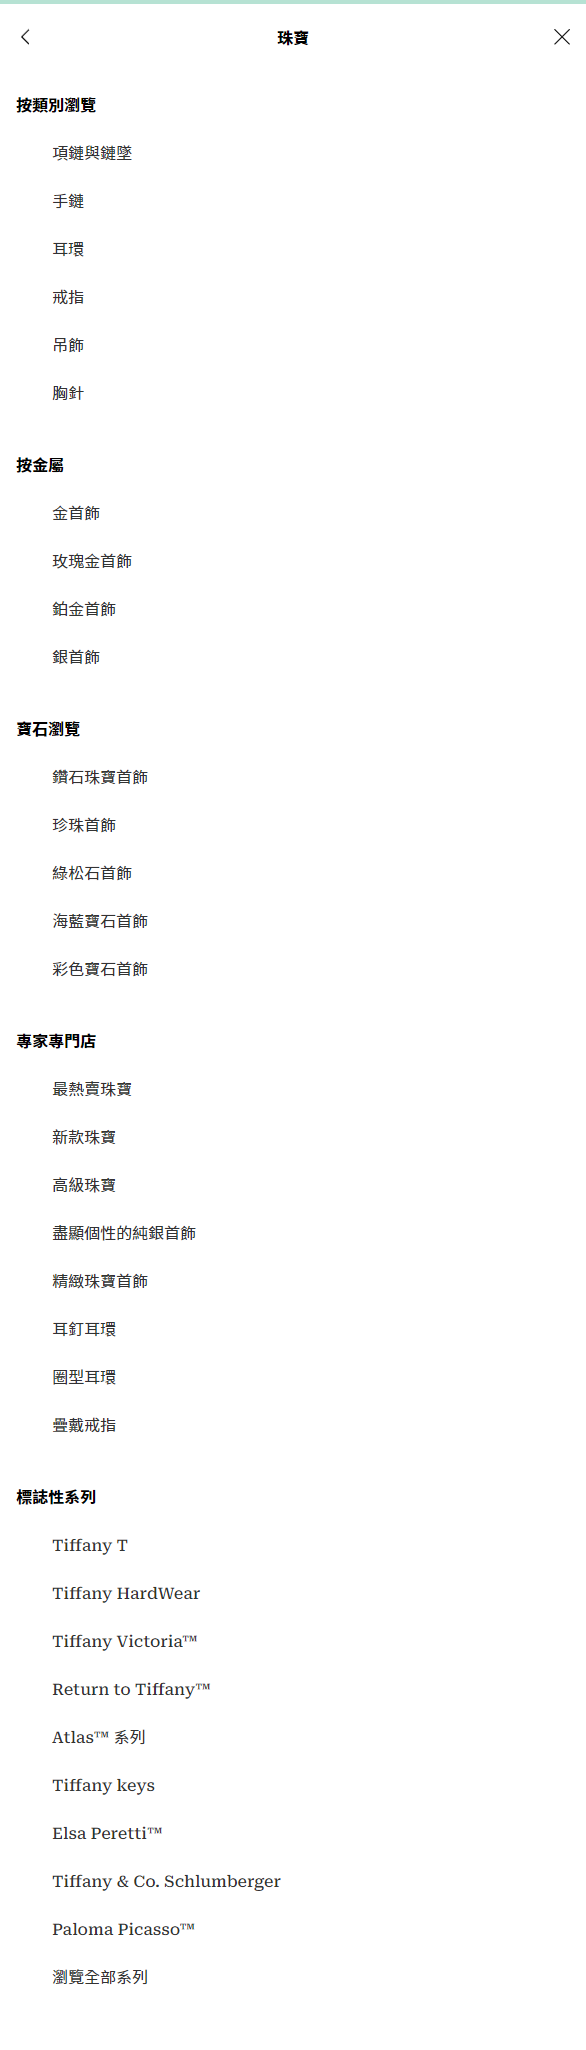 珠寶
按類別瀏覽
項鏈與鏈墜
手鏈
耳環
戒指
吊飾
胸針
按金屬
金首飾
玫瑰金首飾
鉑金首飾
銀首飾
寶石瀏覽
鑽石珠寶首飾
珍珠首飾
綠松石首飾
海藍寶石首飾
彩色寶石首飾
專家專門店
最熱賣珠寶
新款珠寶
高級珠寶
盡顯個性的純銀首飾
精緻珠寶首飾
耳釘耳環
圈型耳環
疊戴戒指
標誌性系列
Tiffany T
Tiffany HardWear
Tiffany Victoria™
Return to Tiffany™
Atlas™ 系列
Tiffany keys
Elsa Peretti™
Tiffany & Co. Schlumberger
Paloma Picasso™
瀏覽全部系列